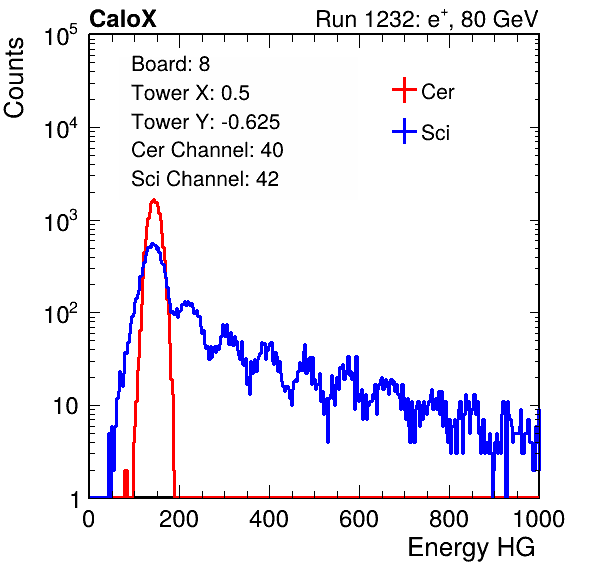 CaloX Run 1232: e⁺, 80 GeV
Counts
Board: 8
Tower X: 0.5
Tower Y: -0.625
Cer Channel: 40
Sci Channel: 42
Cer
Sci
10⁵
10⁴
10³
10²
10
1
0 200 400 600 800 1000
Energy HG